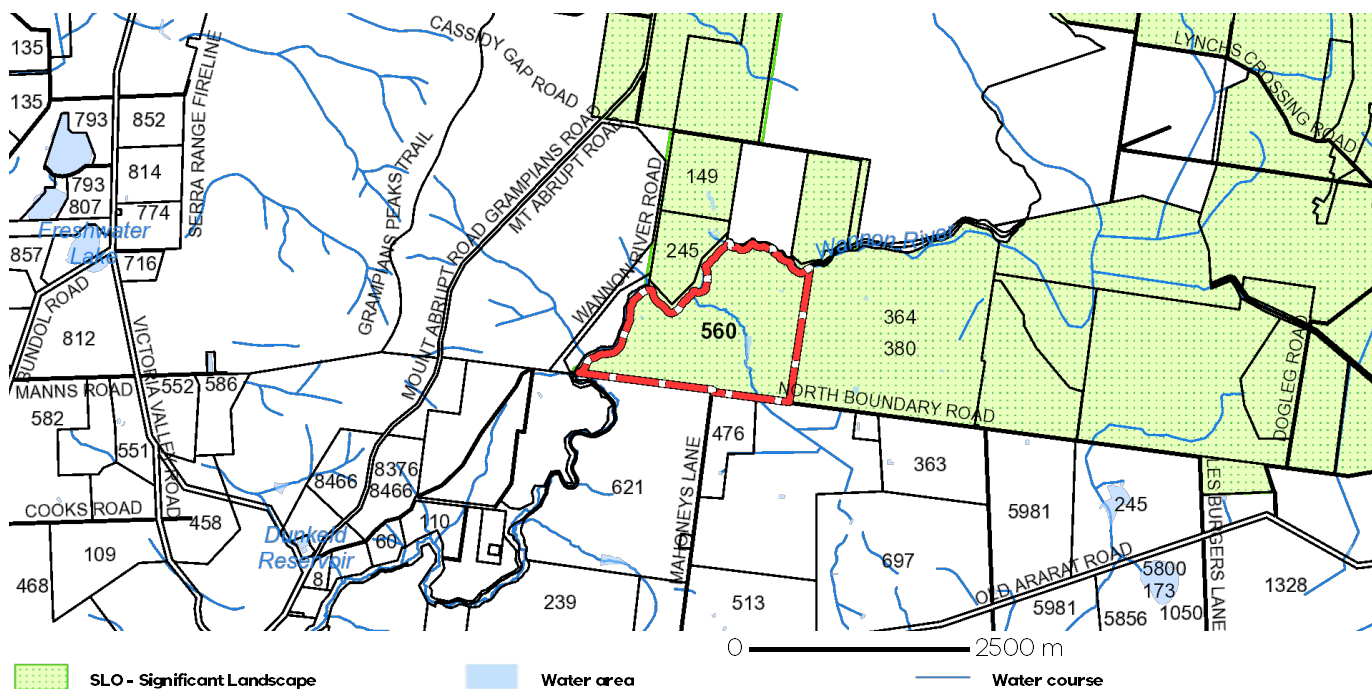 CASSIDY GAP ROAD
LYNCHS CROSSING ROAD
135
135
793
852
SERRA RANGE FIRELINE
GRAMPIANS PEAKS TRAIL
MOUNT ABRUPT ROAD GRAMPIANS ROAD
MT ABRUPT ROAD
WANNON RIVER ROAD
149
793
814
807
774
Freshwater
Lake
857
716
245
Wannon River
BUNDOL ROAD
812
VICTORIA VALLEY ROAD
560
364
380
MANNS ROAD
552
586
NORTH BOUNDARY ROAD
DOGLEG ROAD
582
551
476
8376
8466
8466
621
MAHONEYS LANE
363
COOKS ROAD
458
110
5981
245
LES BURGERS LANE
Dunkeld
Reservoir
60
8
109
468
697
OLD ARARAT ROAD
5800
173
1328
239
513
5981
5856
1050
0
2500 m
SLO - Significant Landscape
Water area
Water course